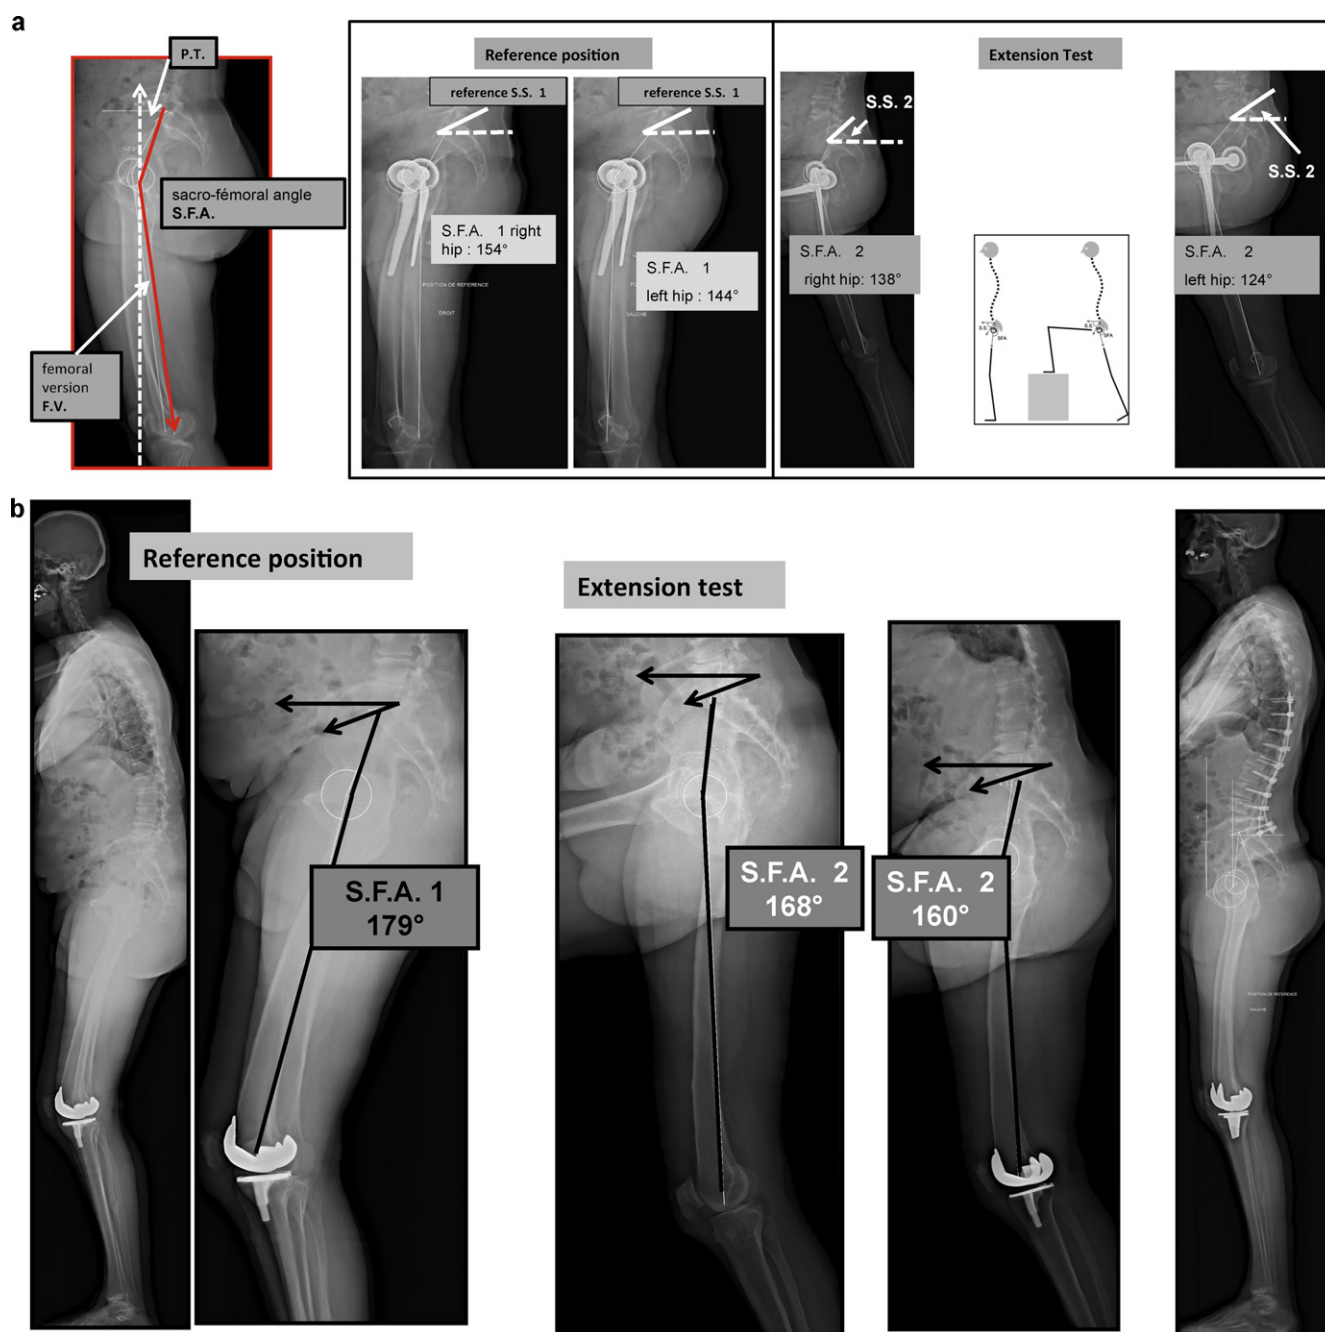 a
P.T.
sacro-fémoral angle
S.F.A.
femoral
version
F.V.
Reference position
reference S.S. 1
reference S.S. 1
S.F.A. 1 right
hip : 154°
S.F.A. 1
left hip : 144°
POSITION DE REFERENCE
DROIT
GAUCHE
Extension Test
S.S. 2
S.S. 2
S.F.A. 2
right hip: 138°
S.F.A. 2
left hip: 124°
S.S.
SFA
S.S.
SFA
b
Reference position
Extension test
S.F.A. 1
179°
S.F.A. 2
168°
S.F.A. 2
160°
POSITION DE REFERENCE
GAUCHE